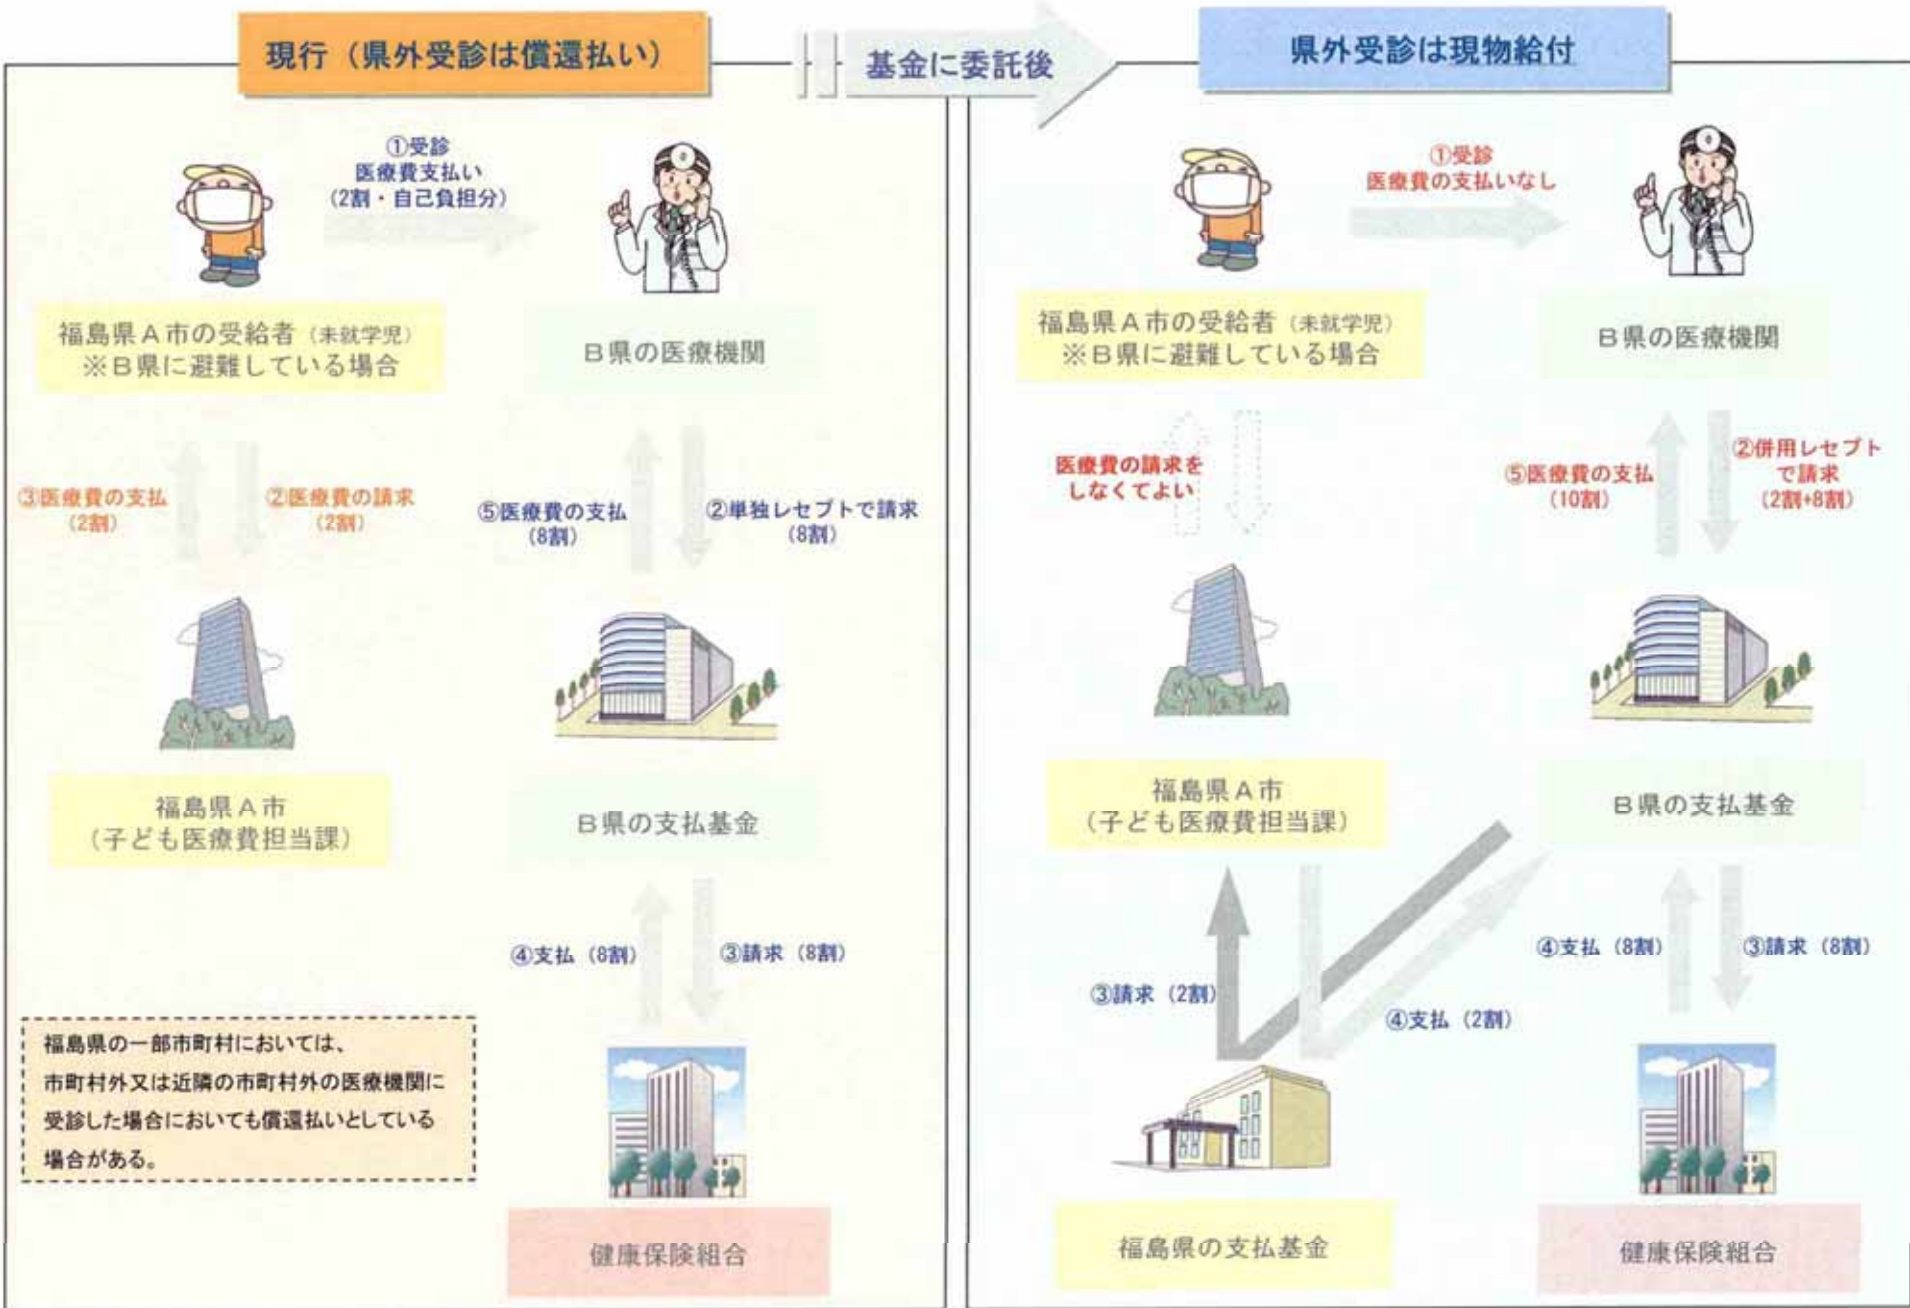 現行（県外受診は償還払い）
基金に委託後
県外受診は現物給付
①受診
医療費支払い
（2割・自己負担分）
福島県Ａ市の受給者（未就学児）
※Ｂ県に避難している場合
Ｂ県の医療機関
③医療費の支払
（2割）
②医療費の請求
（2割）
⑤医療費の支払
（8割）
②単独レセプトで請求
（8割）
福島県Ａ市
（子ども医療費担当課）
Ｂ県の支払基金
④支払（8割）
③請求（8割）
福島県の一部市町村においては、
市町村外又は近隣の市町村外の医療機関に
受診した場合においても償還払いとしている
場合がある。
健康保険組合
①受診
医療費の支払いなし
福島県Ａ市の受給者（未就学児）
※Ｂ県に避難している場合
Ｂ県の医療機関
医療費の請求を
しなくてよい
⑤医療費の支払
（10割）
②併用レセプト
で請求
（2割+8割）
福島県Ａ市
（子ども医療費担当課）
Ｂ県の支払基金
③請求（2割）
④支払（2割）
④支払（8割）
③請求（8割）
福島県の支払基金
健康保険組合